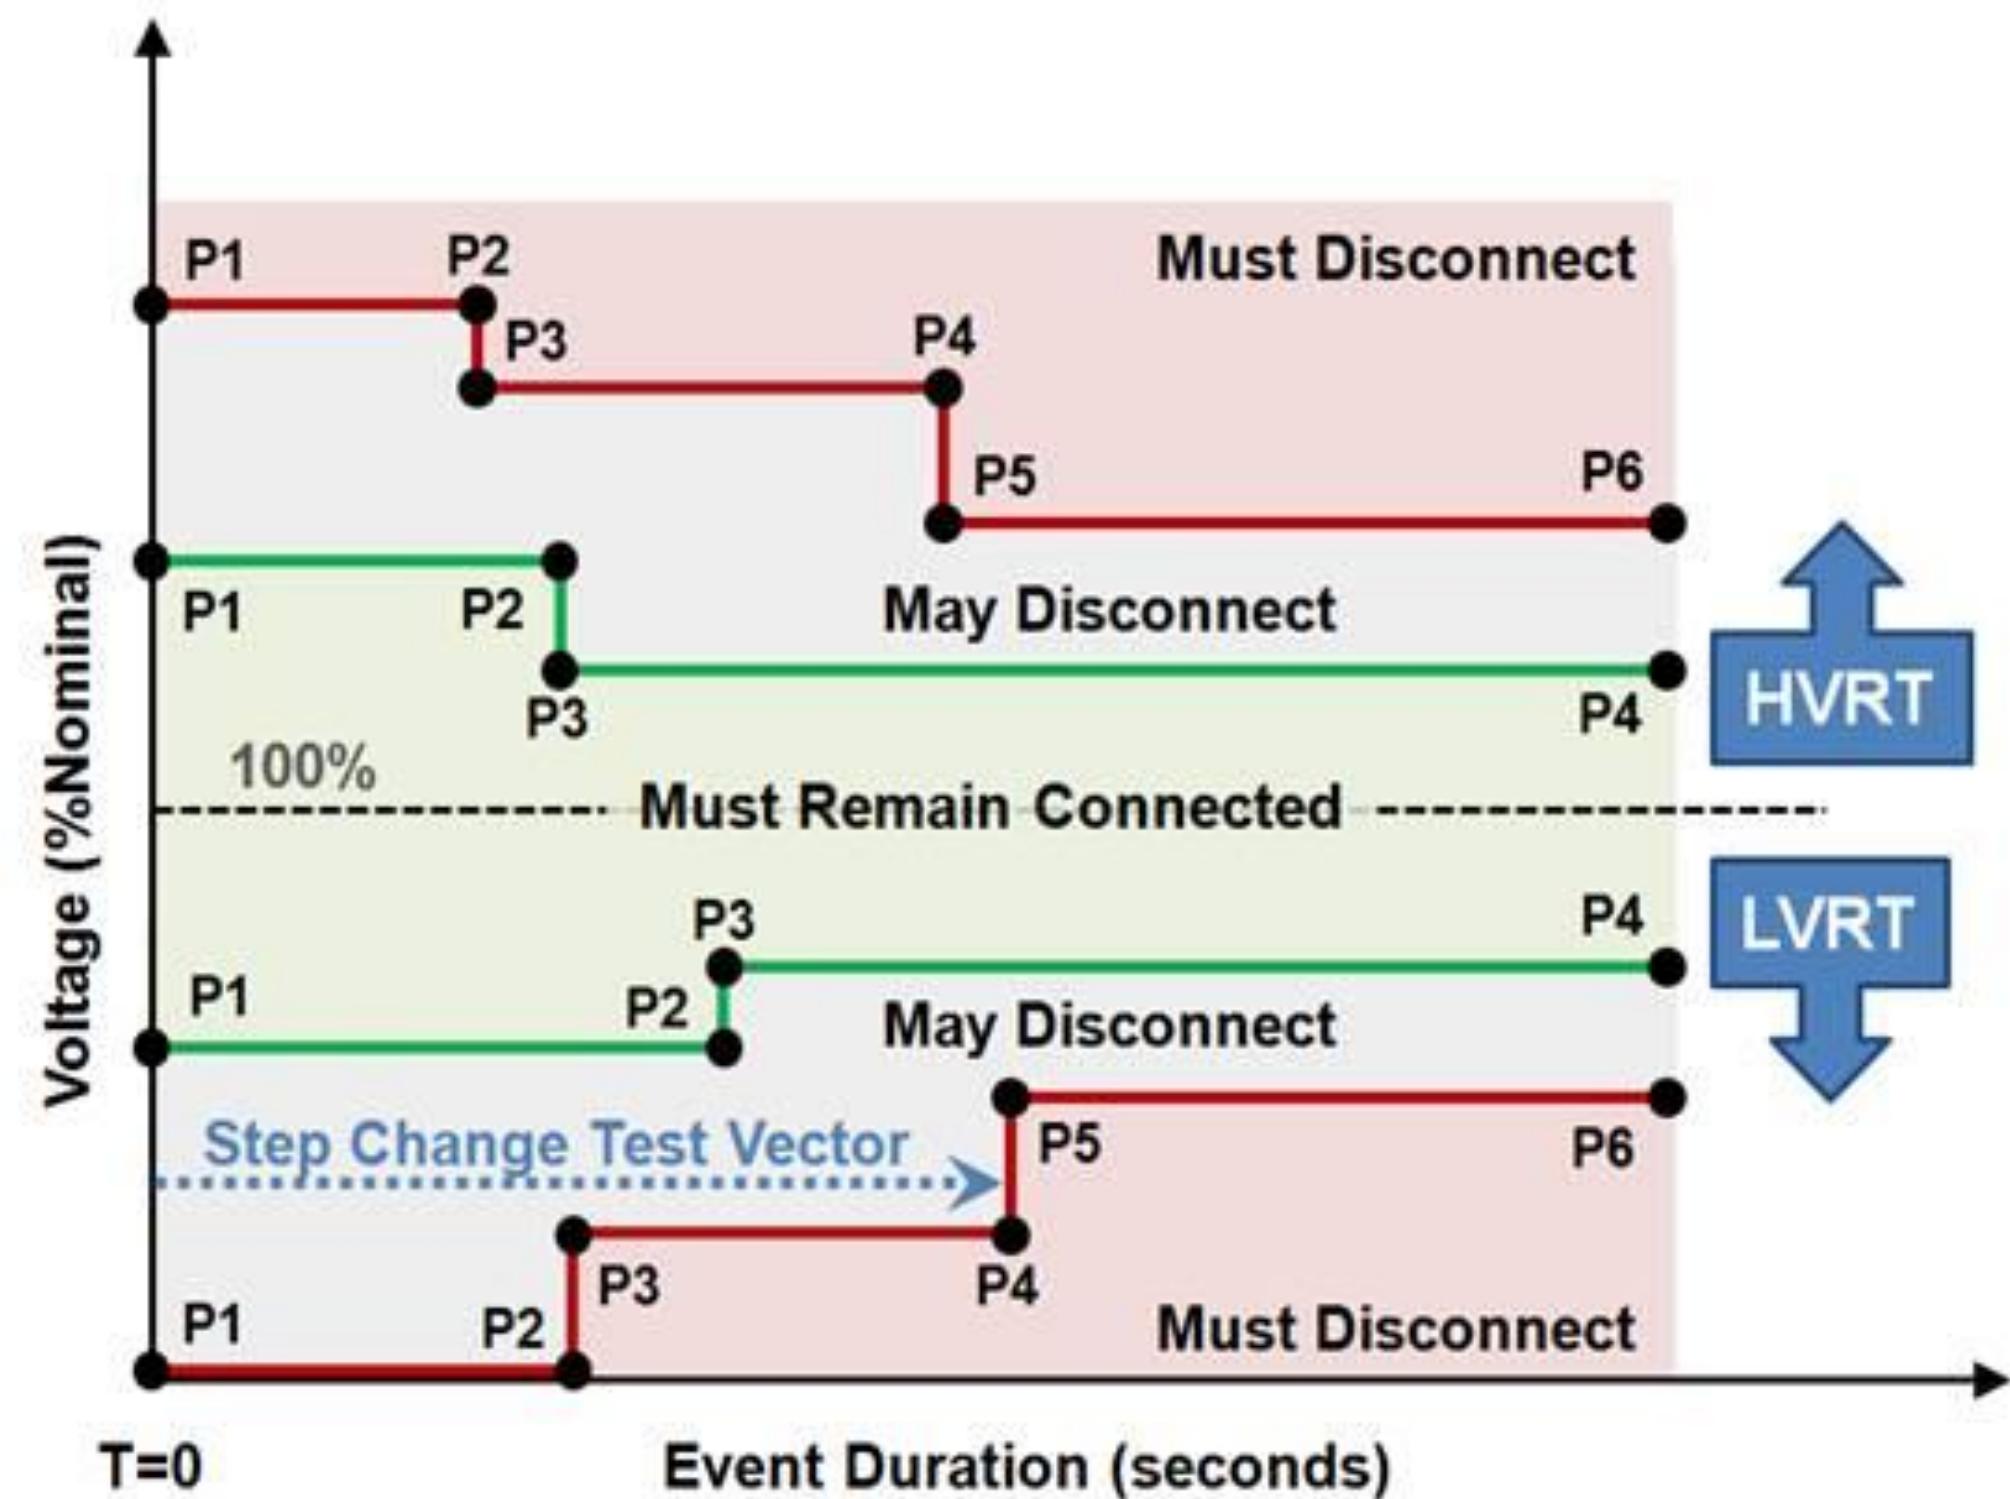 P1
P2
Must Disconnect
P3
P4
P5
P6
P1
P2
May Disconnect
P3
P4
HVRT
100%
Must Remain Connected
P3
P4
LVRT
P1
P2
May Disconnect
Step Change Test Vector
P5
P6
P3
P4
P1
P2
Must Disconnect
Voltage (%Nominal)
T=0
Event Duration (seconds)